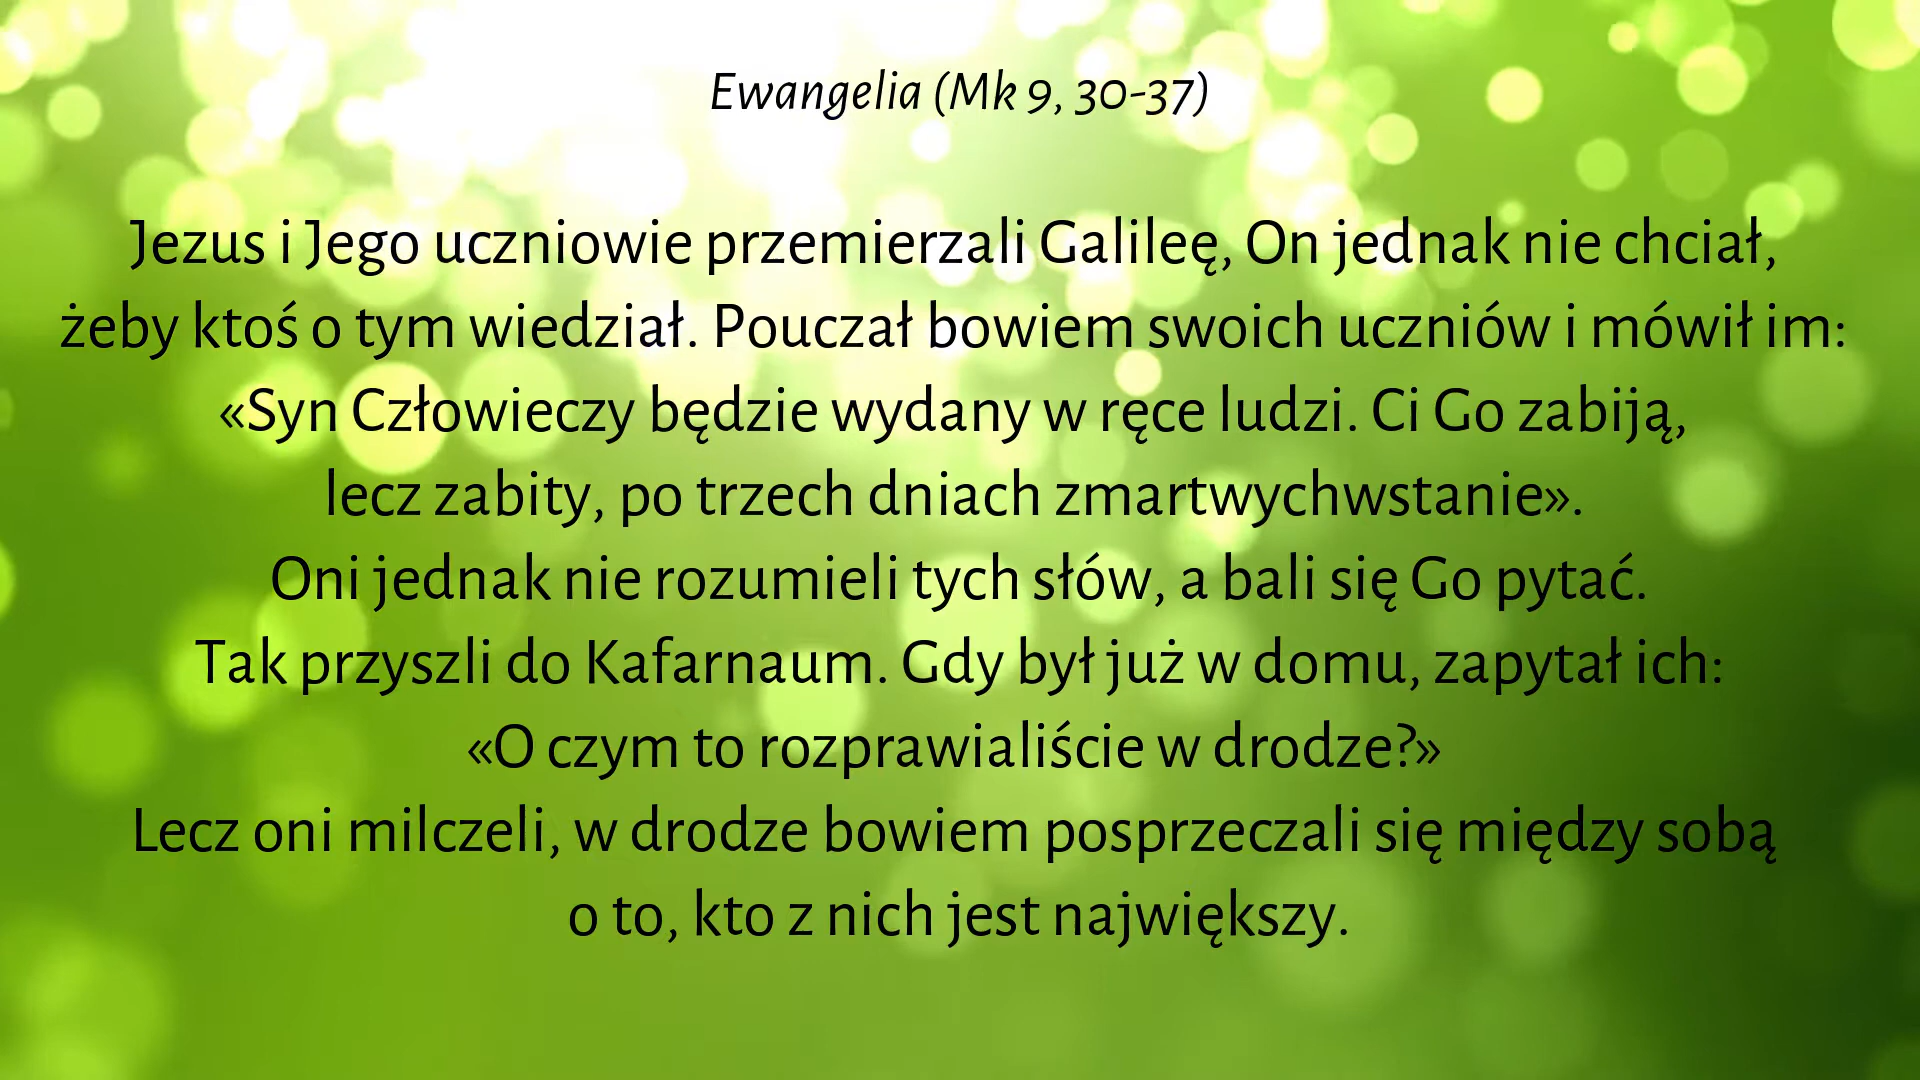 Ewangelia (Mk 9, 30-37)
Jezus i Jego uczniowie przemierzali Galileę, On jednak nie chciał,
żeby ktoś o tym wiedział. Pouczał bowiem swoich uczniów i mówił im:
«Syn Człowieczy będzie wydany w ręce ludzi. Ci Go zabiją,
lecz zabity, po trzech dniach zmartwychwstanie».
Oni jednak nie rozumieli tych słów, a bali się Go pytać.
Tak przyszli do Kafarnaum. Gdy był już w domu, zapytał ich:
«O czym to rozprawialiście w drodze?»
Lecz oni milczeli, w drodze bowiem posprzeczali się między sobą
o to, kto z nich jest największy.